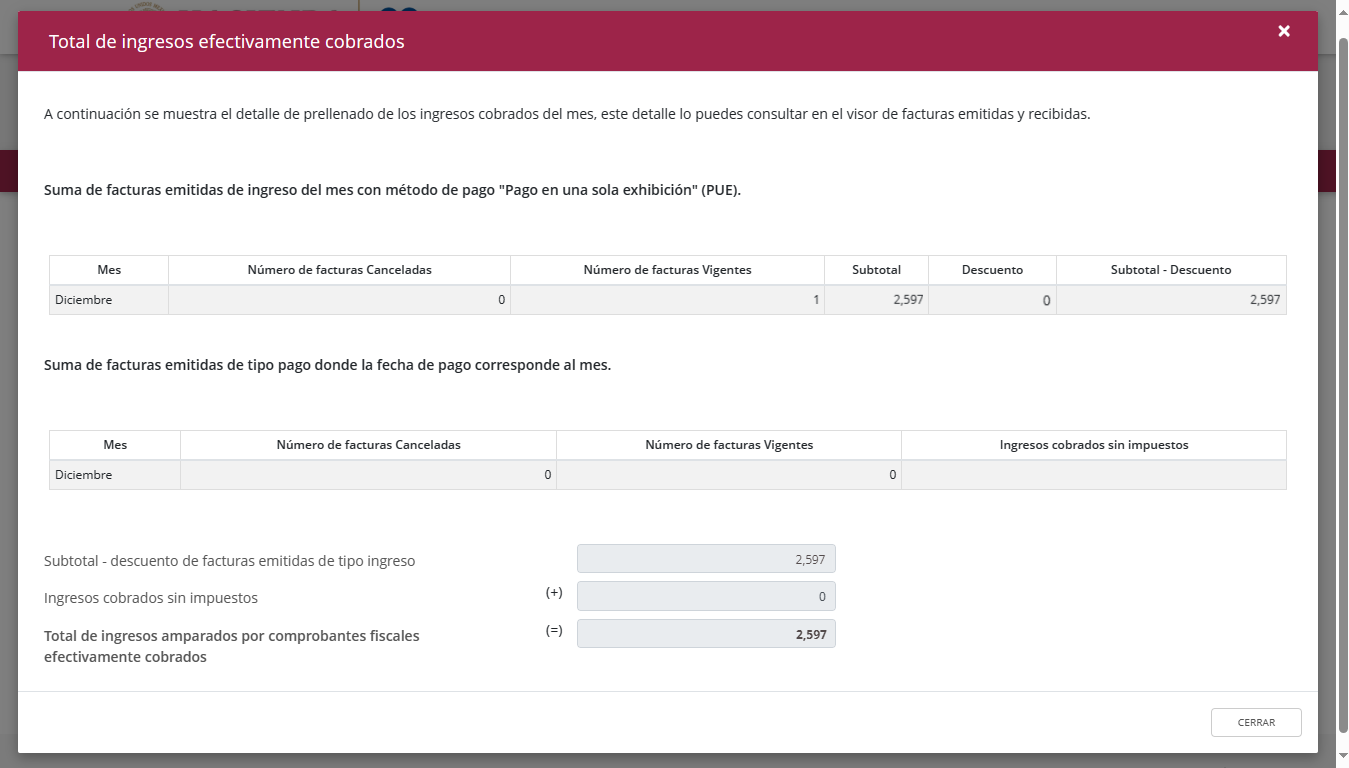 Total de ingresos efectivamente cobrados
A continuación se muestra el detalle de prellenado de los ingresos cobrados del mes, este detalle lo puedes consultar en el visor de facturas emitidas y recibidas.
Suma de facturas emitidas de ingreso del mes con método de pago "Pago en una sola exhibición" (PUE).
Mes Número de facturas Canceladas Número de facturas Vigentes Subtotal Descuento Subtotal - Descuento
Diciembre 0 1 2,597 0 2,597
Suma de facturas emitidas de tipo pago donde la fecha de pago corresponde al mes.
Mes Número de facturas Canceladas Número de facturas Vigentes Ingresos cobrados sin impuestos
Diciembre 0 0
Subtotal - descuento de facturas emitidas de tipo ingreso 2,597
Ingresos cobrados sin impuestos (+) 0
Total de ingresos amparados por comprobantes fiscales (=) 2,597
efectivamente cobrados
CERRAR